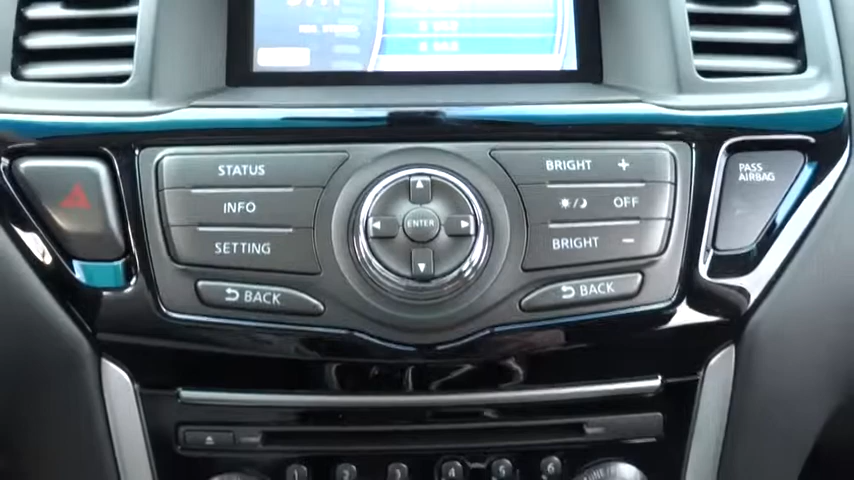 STATUS
BRIGHT +
PASS
AIRBAG
INFO
ENTER
OFF
SETTING
BRIGHT −
BACK
BACK
1 2 3 4 5 6